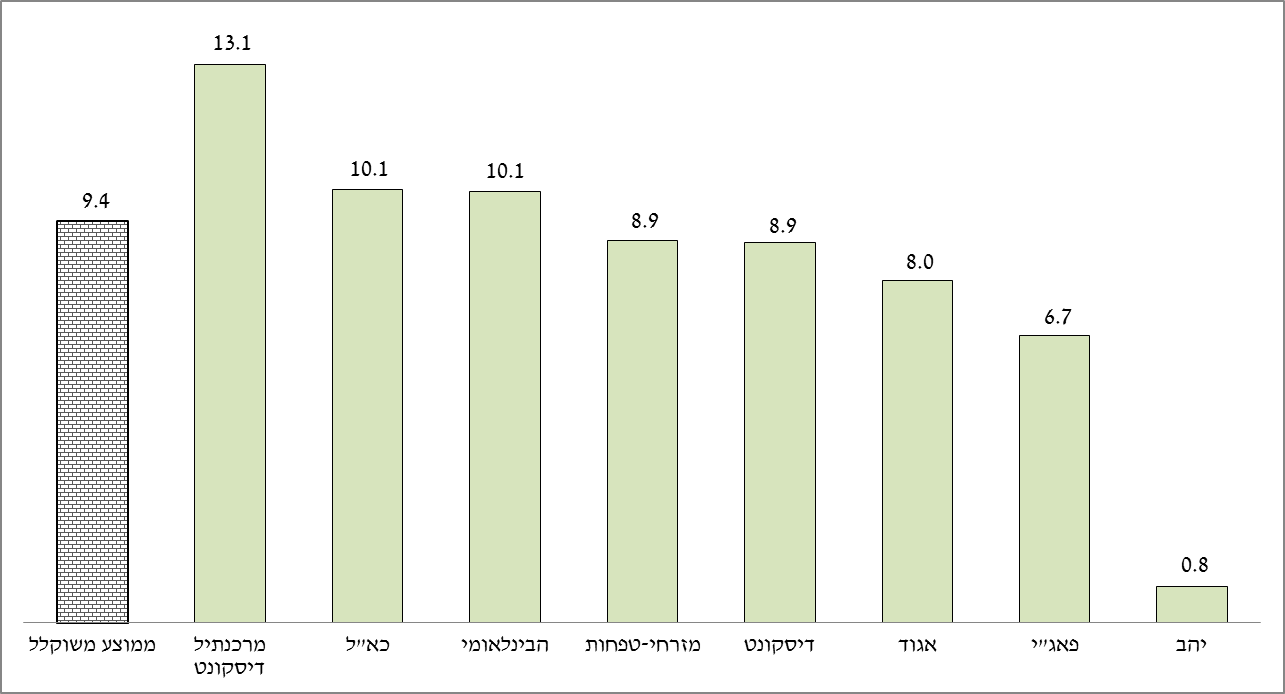 13.1
10.1
10.1
9.4
8.9
8.9
8.0
6.7
0.8
ממוצע משוקלל
מרכנתיל
דיסקונט
כא״ל
הבינלאומי
מזרחי-טפחות
דיסקונט
אגוד
פאג״י
יהב